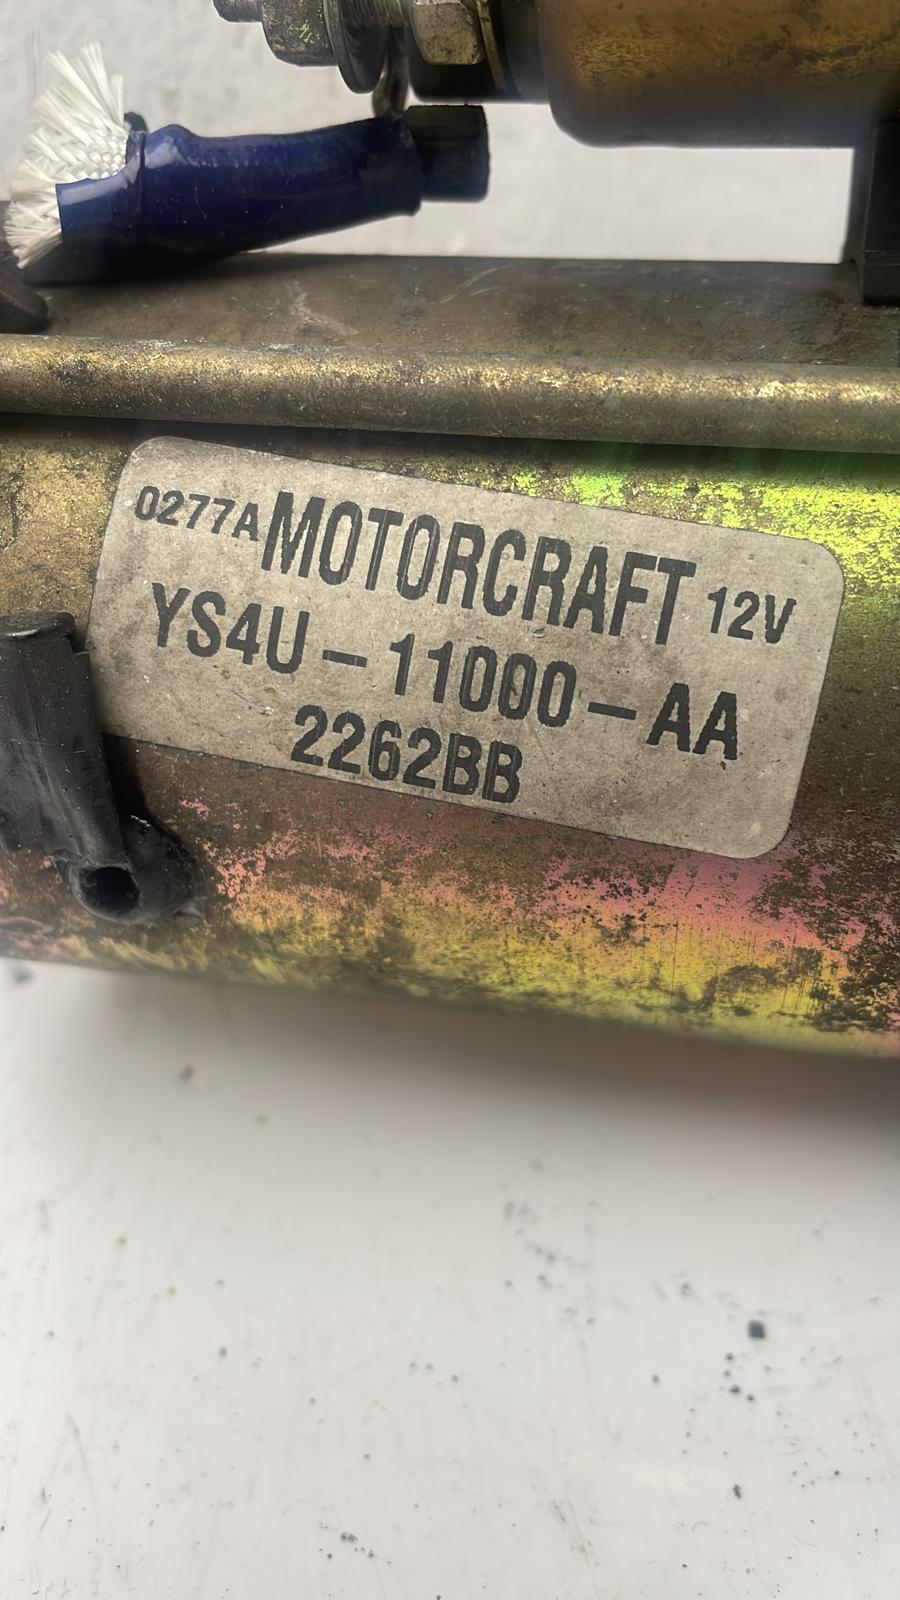 0277A MOTORCRAFT 12V
YS4U-11000-AA
2262BB